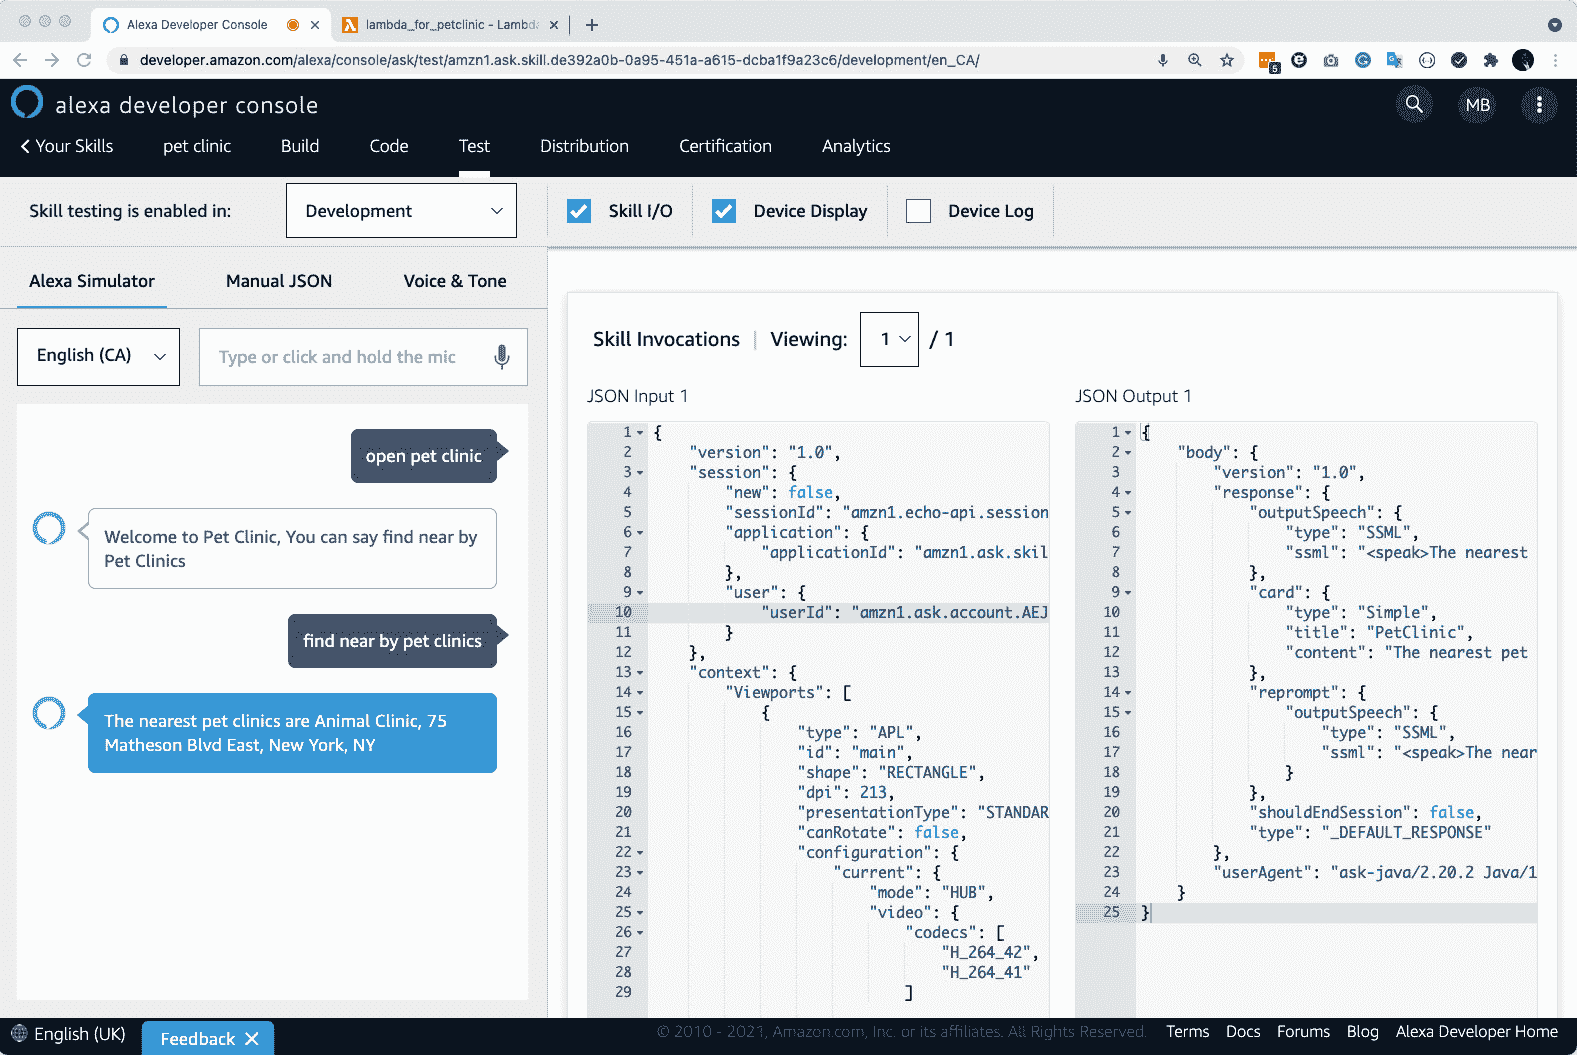 Alexa Developer Console
lambda_for_petclinic - Lambda
developer.amazon.com/alexa/console/ask/test/amzn1.ask.skill.de392a0b-0a95-451a-a615-dcba1f9a23c6/development/en_CA/
5
alexa developer console
MB
Your Skills
pet clinic
Build
Code
Test
Distribution
Certification
Analytics
Skill testing is enabled in:
Development
Skill I/O
Device Display
Device Log
Alexa Simulator
Manual JSON
Voice & Tone
English (CA)
Type or click and hold the mic
open pet clinic
Welcome to Pet Clinic, You can say find near by
Pet Clinics
find near by pet clinics
The nearest pet clinics are Animal Clinic, 75
Matheson Blvd East, New York, NY
Skill Invocations | Viewing: 1 / 1
JSON Input 1
1 {
2 "version": "1.0",
3 "session": {
4 "new": false,
5 "sessionId": "amzn1.echo-api.session
6 "application": {
7 "applicationId": "amzn1.ask.skil
8 },
9 "user": {
10 "userId": "amzn1.ask.account.AEJ
11 }
12 },
13 "context": {
14 "Viewports": [
15 {
16 "type": "APL",
17 "id": "main",
18 "shape": "RECTANGLE",
19 "dpi": 213,
20 "presentationType": "STANDAR
21 "canRotate": false,
22 "configuration": {
23 "current": {
24 "mode": "HUB",
25 "video": {
26 "codecs": [
27 "H_264_42",
28 "H_264_41"
29 ]
JSON Output 1
1 {
2 "body": {
3 "version": "1.0",
4 "response": {
5 "outputSpeech": {
6 "type": "SSML",
7 "ssml": "<speak>The nearest
8 },
9 "card": {
10 "type": "Simple",
11 "title": "PetClinic",
12 "content": "The nearest pet
13 },
14 "reprompt": {
15 "outputSpeech": {
16 "type": "SSML",
17 "ssml": "<speak>The near
18 }
19 },
20 "shouldEndSession": false,
21 "type": "_DEFAULT_RESPONSE"
22 },
23 "userAgent": "ask-java/2.20.2 Java/1
24 }
25 }
English (UK)
Feedback
© 2010 - 2021, Amazon.com, Inc. or its affiliates. All Rights Reserved.
Terms
Docs
Forums
Blog
Alexa Developer Home